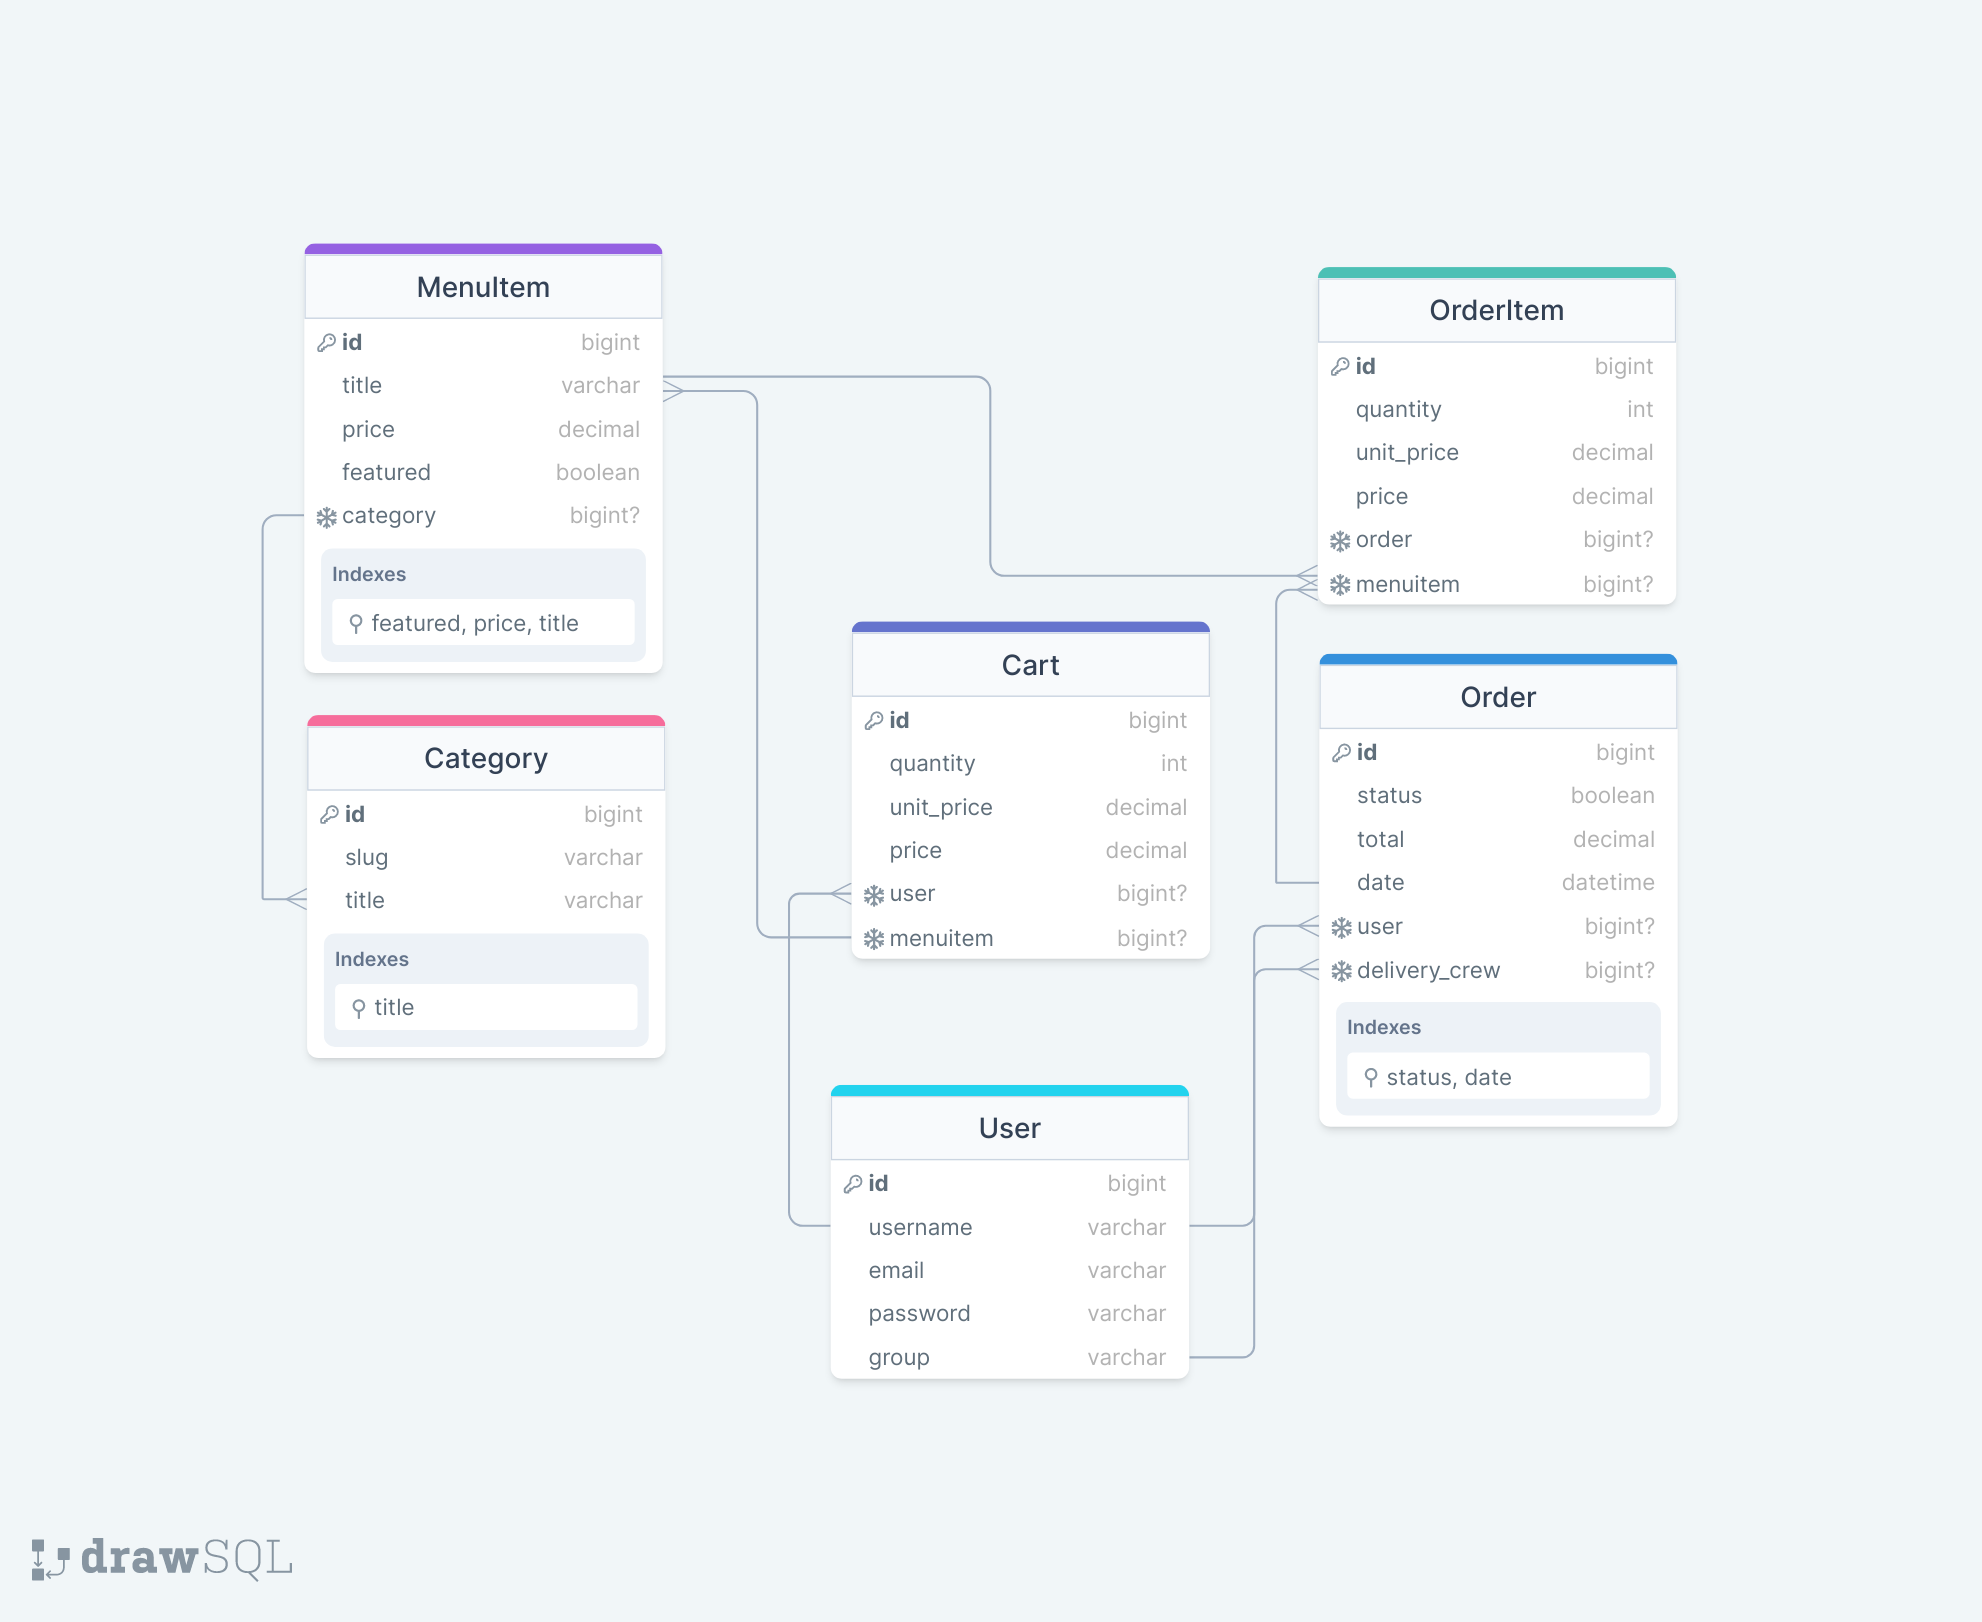 MenuItem
id bigint
title varchar
price decimal
featured boolean
category bigint?
Indexes
featured, price, title
Category
id bigint
slug varchar
title varchar
Indexes
title
Cart
id bigint
quantity int
unit_price decimal
price decimal
user bigint?
menuitem bigint?
User
id bigint
username varchar
email varchar
password varchar
group varchar
OrderItem
id bigint
quantity int
unit_price decimal
price decimal
order bigint?
menuitem bigint?
Order
id bigint
status boolean
total decimal
date datetime
user bigint?
delivery_crew bigint?
Indexes
status, date
drawSQL